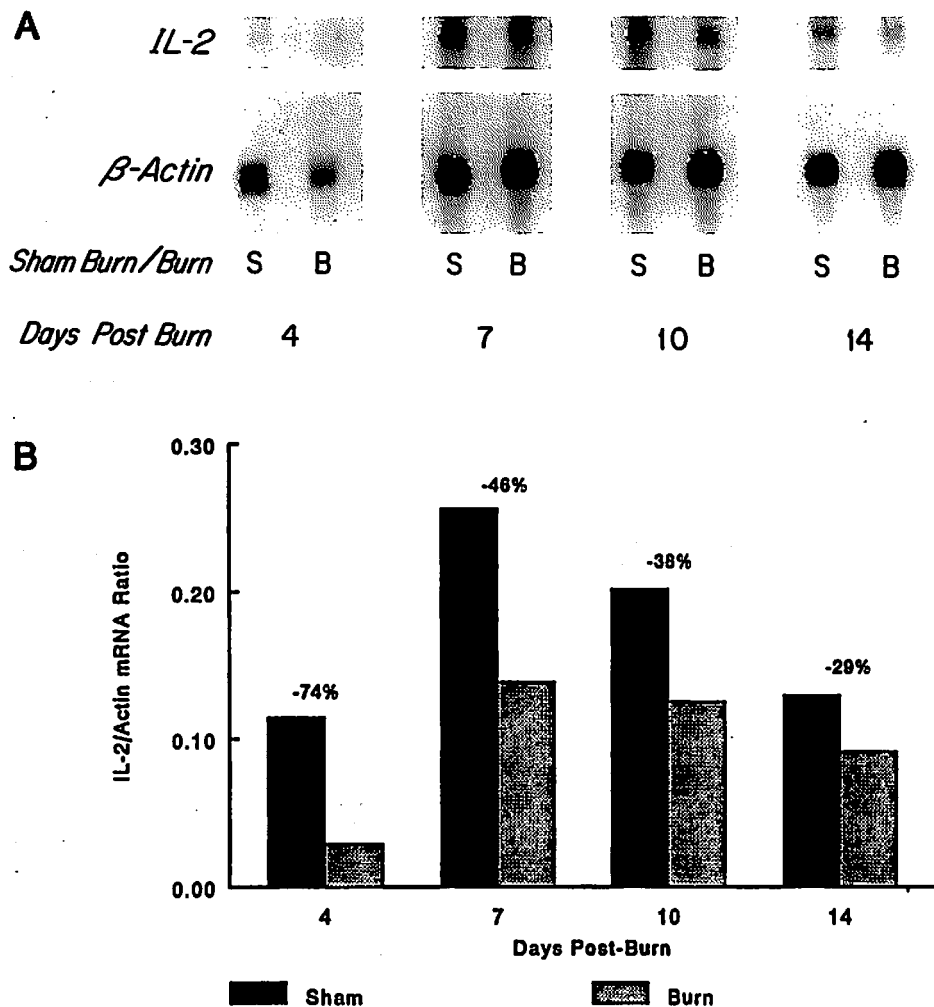 A
IL-2
β-Actin
Sham Burn/Burn S B S B S B S B
Days Post Burn 4 7 10 14
B
0.30
0.20
0.10
0.00
IL-2/Actin mRNA Ratio
-74%
-46%
-38%
-29%
4 7 10 14
Days Post-Burn
Sham Burn